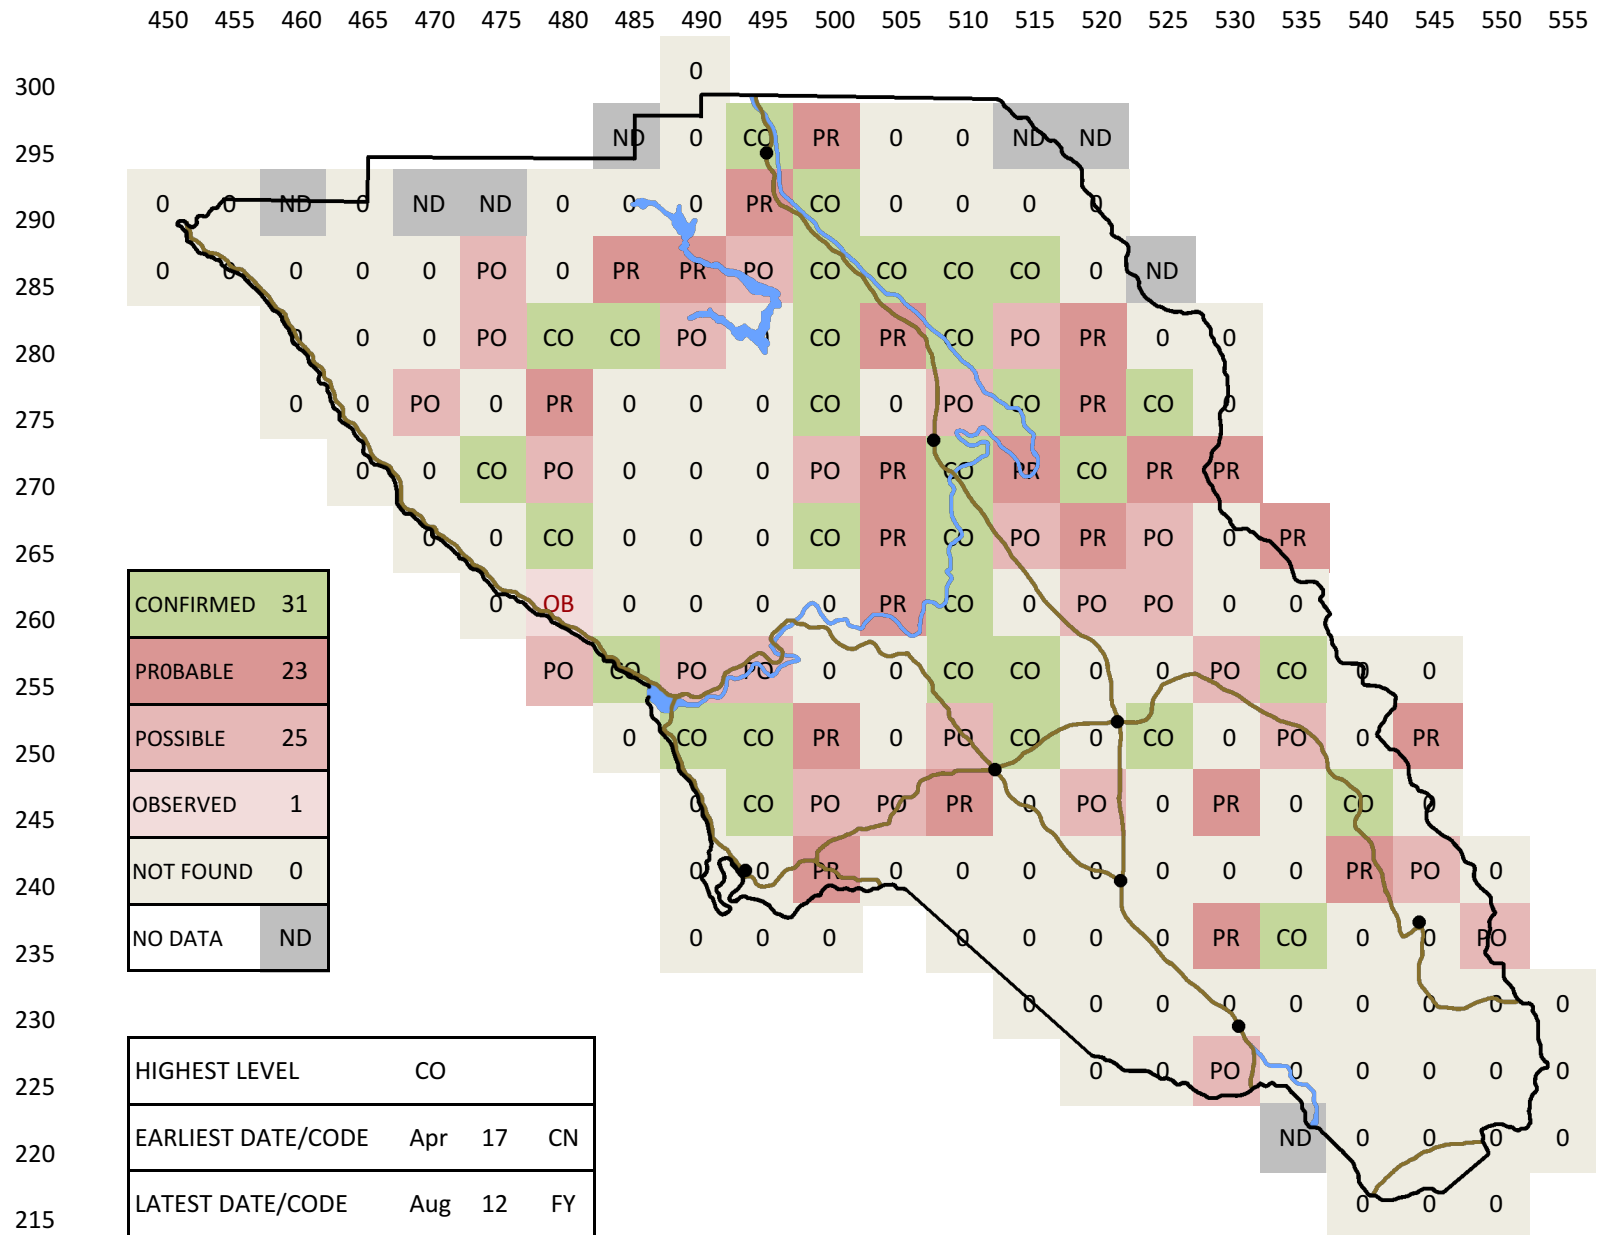 450 455 460 465 470 475 480 485 490 495 500 505 510 515 520 525 530 535 540 545 550 555
0
300
ND 0 CO PR 0 0 ND ND
295
0 0 ND 0 ND ND 0 0 0 PR CO 0 0 0 0
290
0 0 0 0 0 PO 0 PR PR PO CO CO CO CO 0 ND
285
0 0 0 PO CO CO PO 0 CO PR CO PO PR 0 0
280
0 0 PO 0 PR 0 0 0 CO 0 PO CO PR CO 0
275
0 0 CO PO 0 0 0 PO PR CO PR CO PR PR
270
0 0 CO 0 0 0 CO PR CO PO PR PO 0 PR
265
CONFIRMED 31
0 OB 0 0 0 0 PR CO 0 PO PO 0 0
260
PR0BABLE 23
PO CO PO PO 0 0 CO CO 0 0 PO CO 0 0
255
POSSIBLE 25
0 CO CO PR 0 PO CO 0 CO 0 PO 0 PR
250
OBSERVED 1
0 CO PO PO PR 0 PO 0 PR 0 CO 0
245
NOT FOUND 0
0 0 PR 0 0 0 0 0 0 0 PR PO 0
240
NO DATA ND
0 0 0 0 0 0 0 PR CO 0 0 PO
235
0 0 0 0 0 0 0 0 0
230
HIGHEST LEVEL CO
0 0 PO 0 0 0 0 0
225
EARLIEST DATE/CODE Apr 17 CN
ND 0 0 0 0
220
LATEST DATE/CODE Aug 12 FY
0 0 0
215